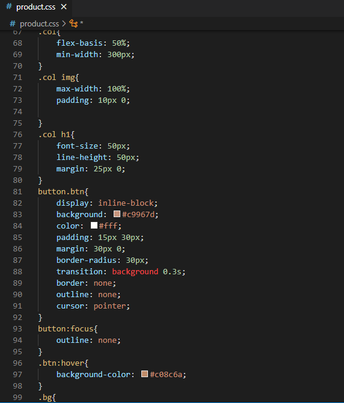 product.css ×
product.css > *
67 .col{
68 flex-basis: 50%;
69 min-width: 300px;
70 }
71 .col img{
72 max-width: 100%;
73 padding: 10px 0;
74
75 }
76 .col h1{
77 font-size: 50px;
78 line-height: 50px;
79 margin: 25px 0;
80 }
81 button.btn{
82 display: inline-block;
83 background: #c9967d;
84 color: #fff;
85 padding: 15px 30px;
86 margin: 30px 0;
87 border-radius: 30px;
88 transition: background 0.3s;
89 border: none;
90 outline: none;
91 cursor: pointer;
92 }
93 button:focus{
94 outline: none;
95 }
96 .btn:hover{
97 background-color: #c08c6a;
98 }
99 .bg{